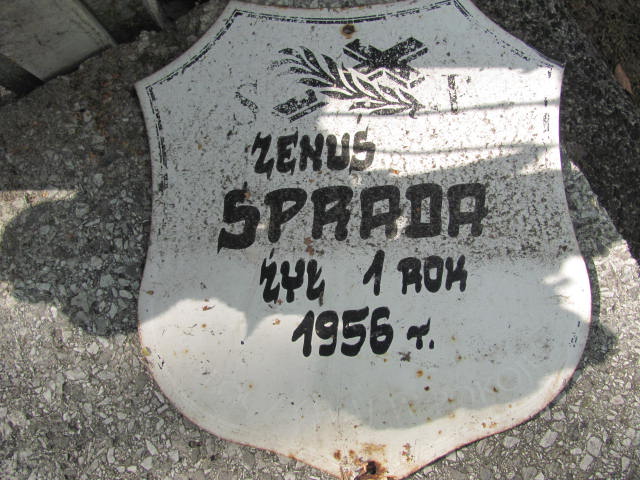 S P
ZENUŚ
SPRADA
ŻYŁ 1 ROK
1956 r.